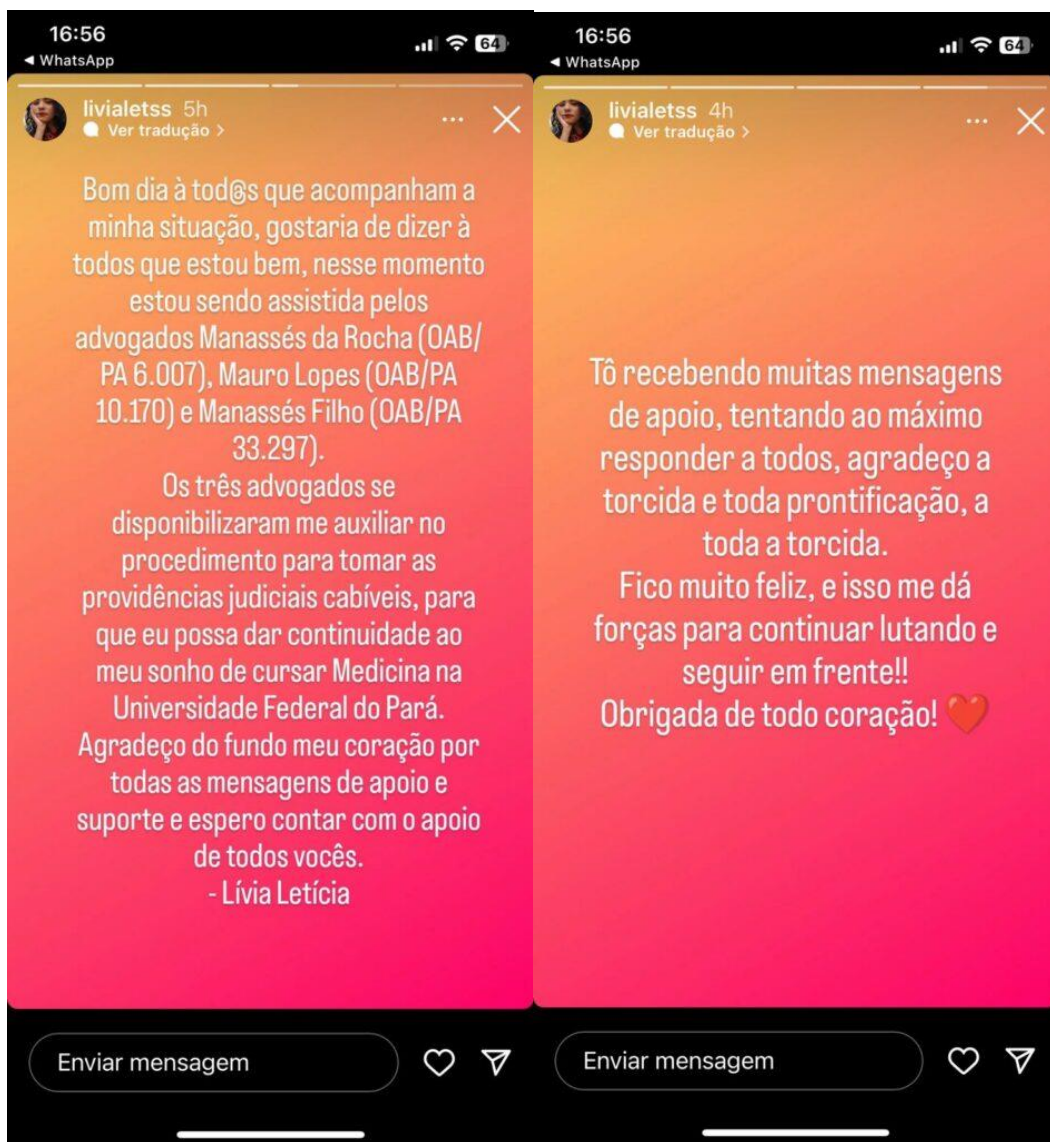 16:56
64
WhatsApp
livialetss 5h
Ver tradução >
Bom dia à tod@s que acompanham a
minha situação, gostaria de dizer à
todos que estou bem, nesse momento
estou sendo assistida pelos
advogados Manassés da Rocha (OAB/
PA 6.007), Mauro Lopes (OAB/PA
10.170) e Manassés Filho (OAB/PA
33.297).
Os três advogados se
disponibilizaram me auxiliar no
procedimento para tomar as
providências judiciais cabíveis, para
que eu possa dar continuidade ao
meu sonho de cursar Medicina na
Universidade Federal do Pará.
Agradeço do fundo meu coração por
todas as mensagens de apoio e
suporte e espero contar com o apoio
de todos vocês.
- Lívia Letícia
Enviar mensagem
16:56
64
WhatsApp
livialetss 4h
Ver tradução >
Tô recebendo muitas mensagens
de apoio, tentando ao máximo
responder a todos, agradeço a
torcida e toda prontificação, a
toda a torcida.
Fico muito feliz, e isso me dá
forças para continuar lutando e
seguir em frente!!
Obrigada de todo coração! ❤️
Enviar mensagem